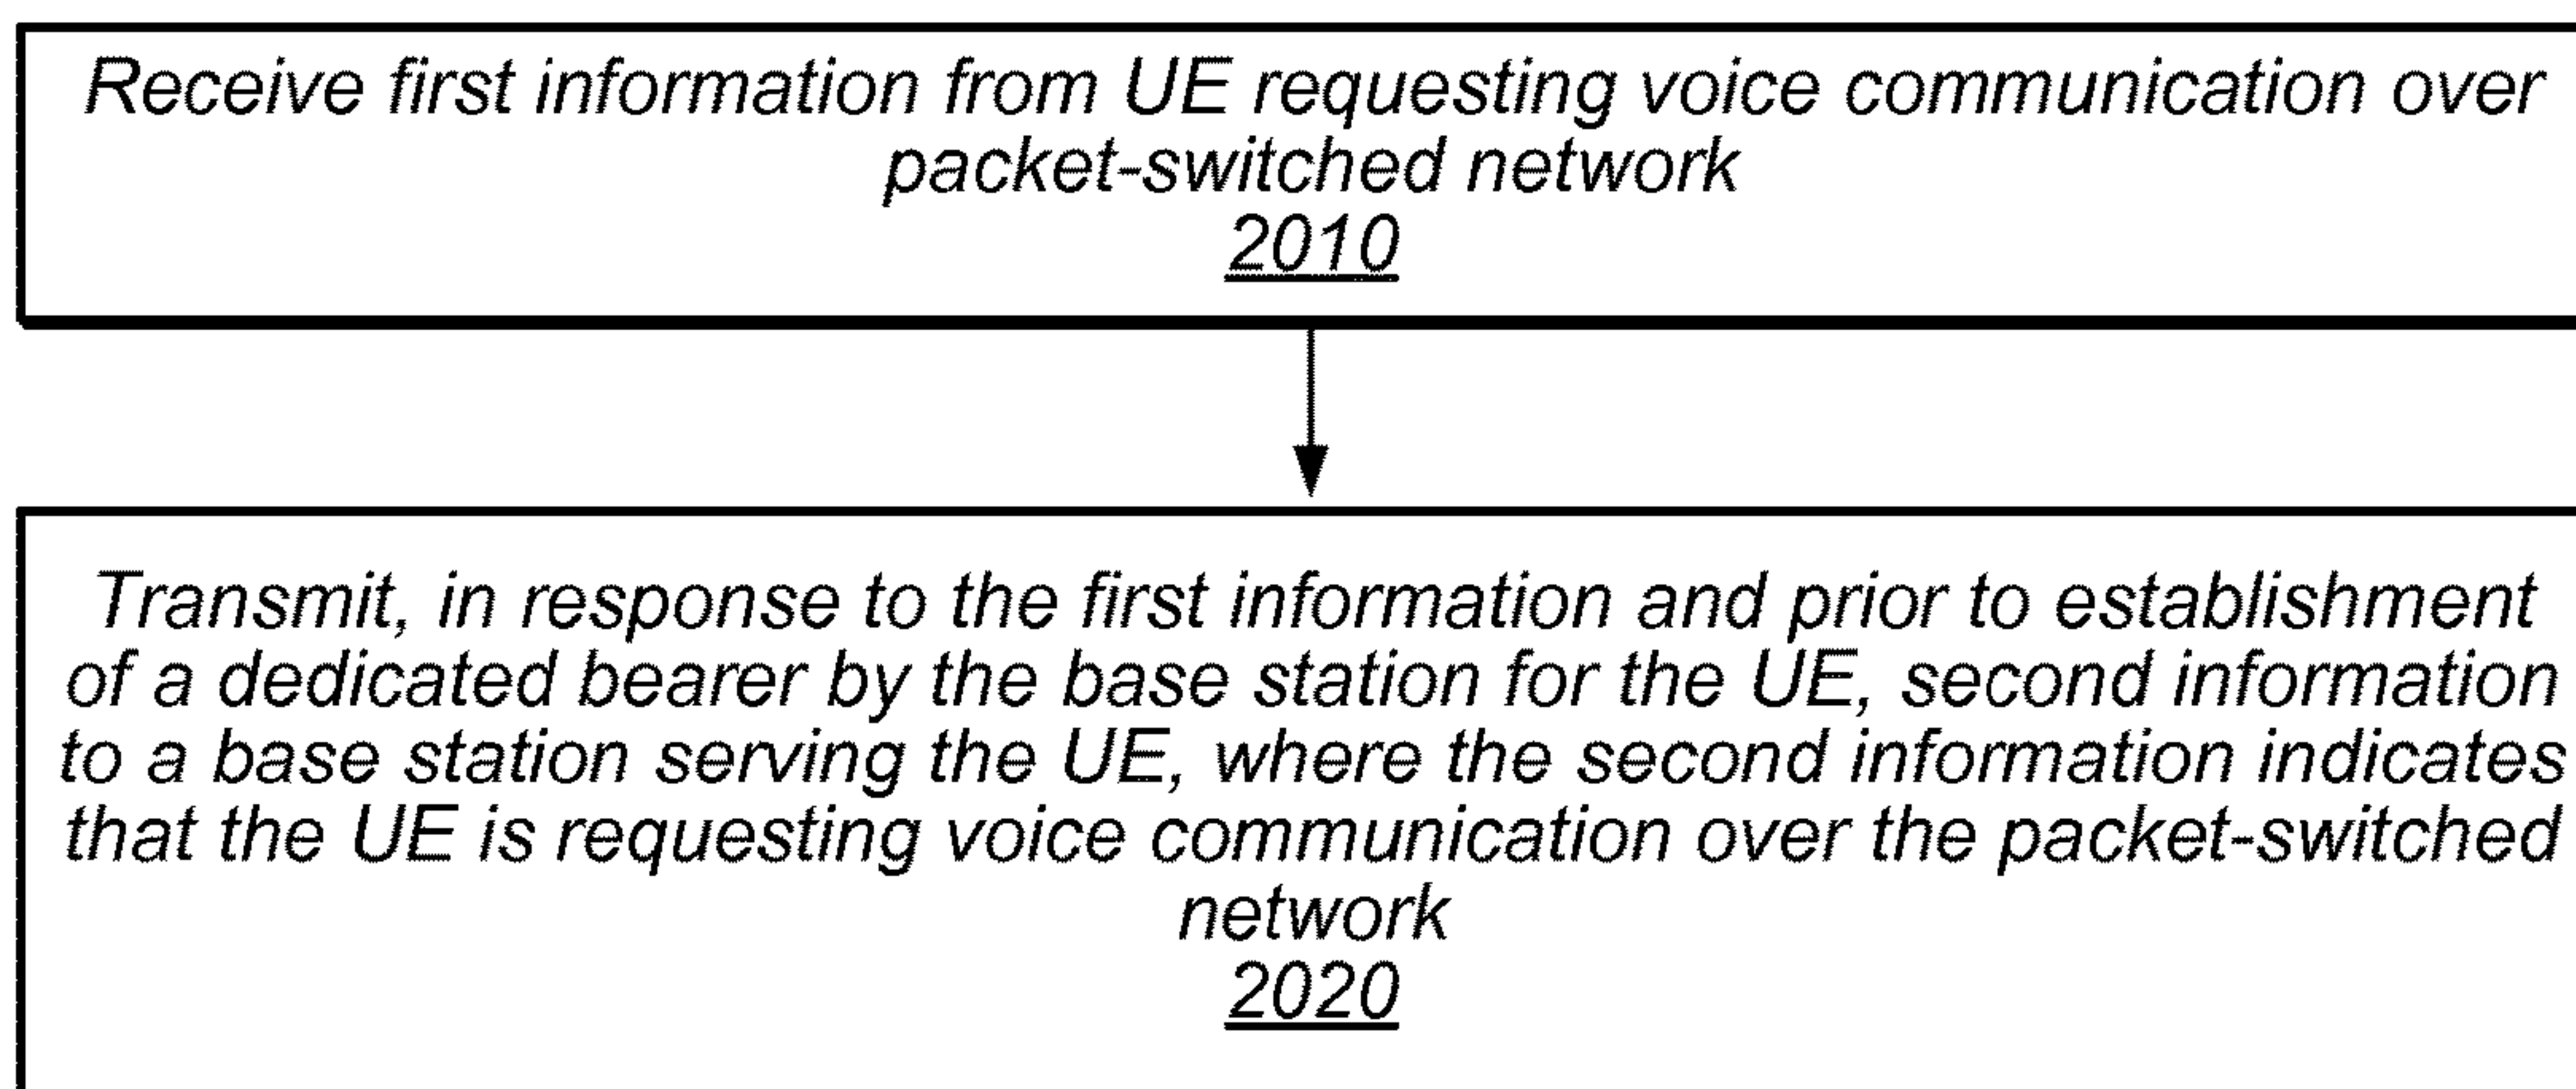 Receive first information from UE requesting voice communication over
packet-switched network
2010
Transmit, in response to the first information and prior to establishment
of a dedicated bearer by the base station for the UE, second information
to a base station serving the UE, where the second information indicates
that the UE is requesting voice communication over the packet-switched
network
2020